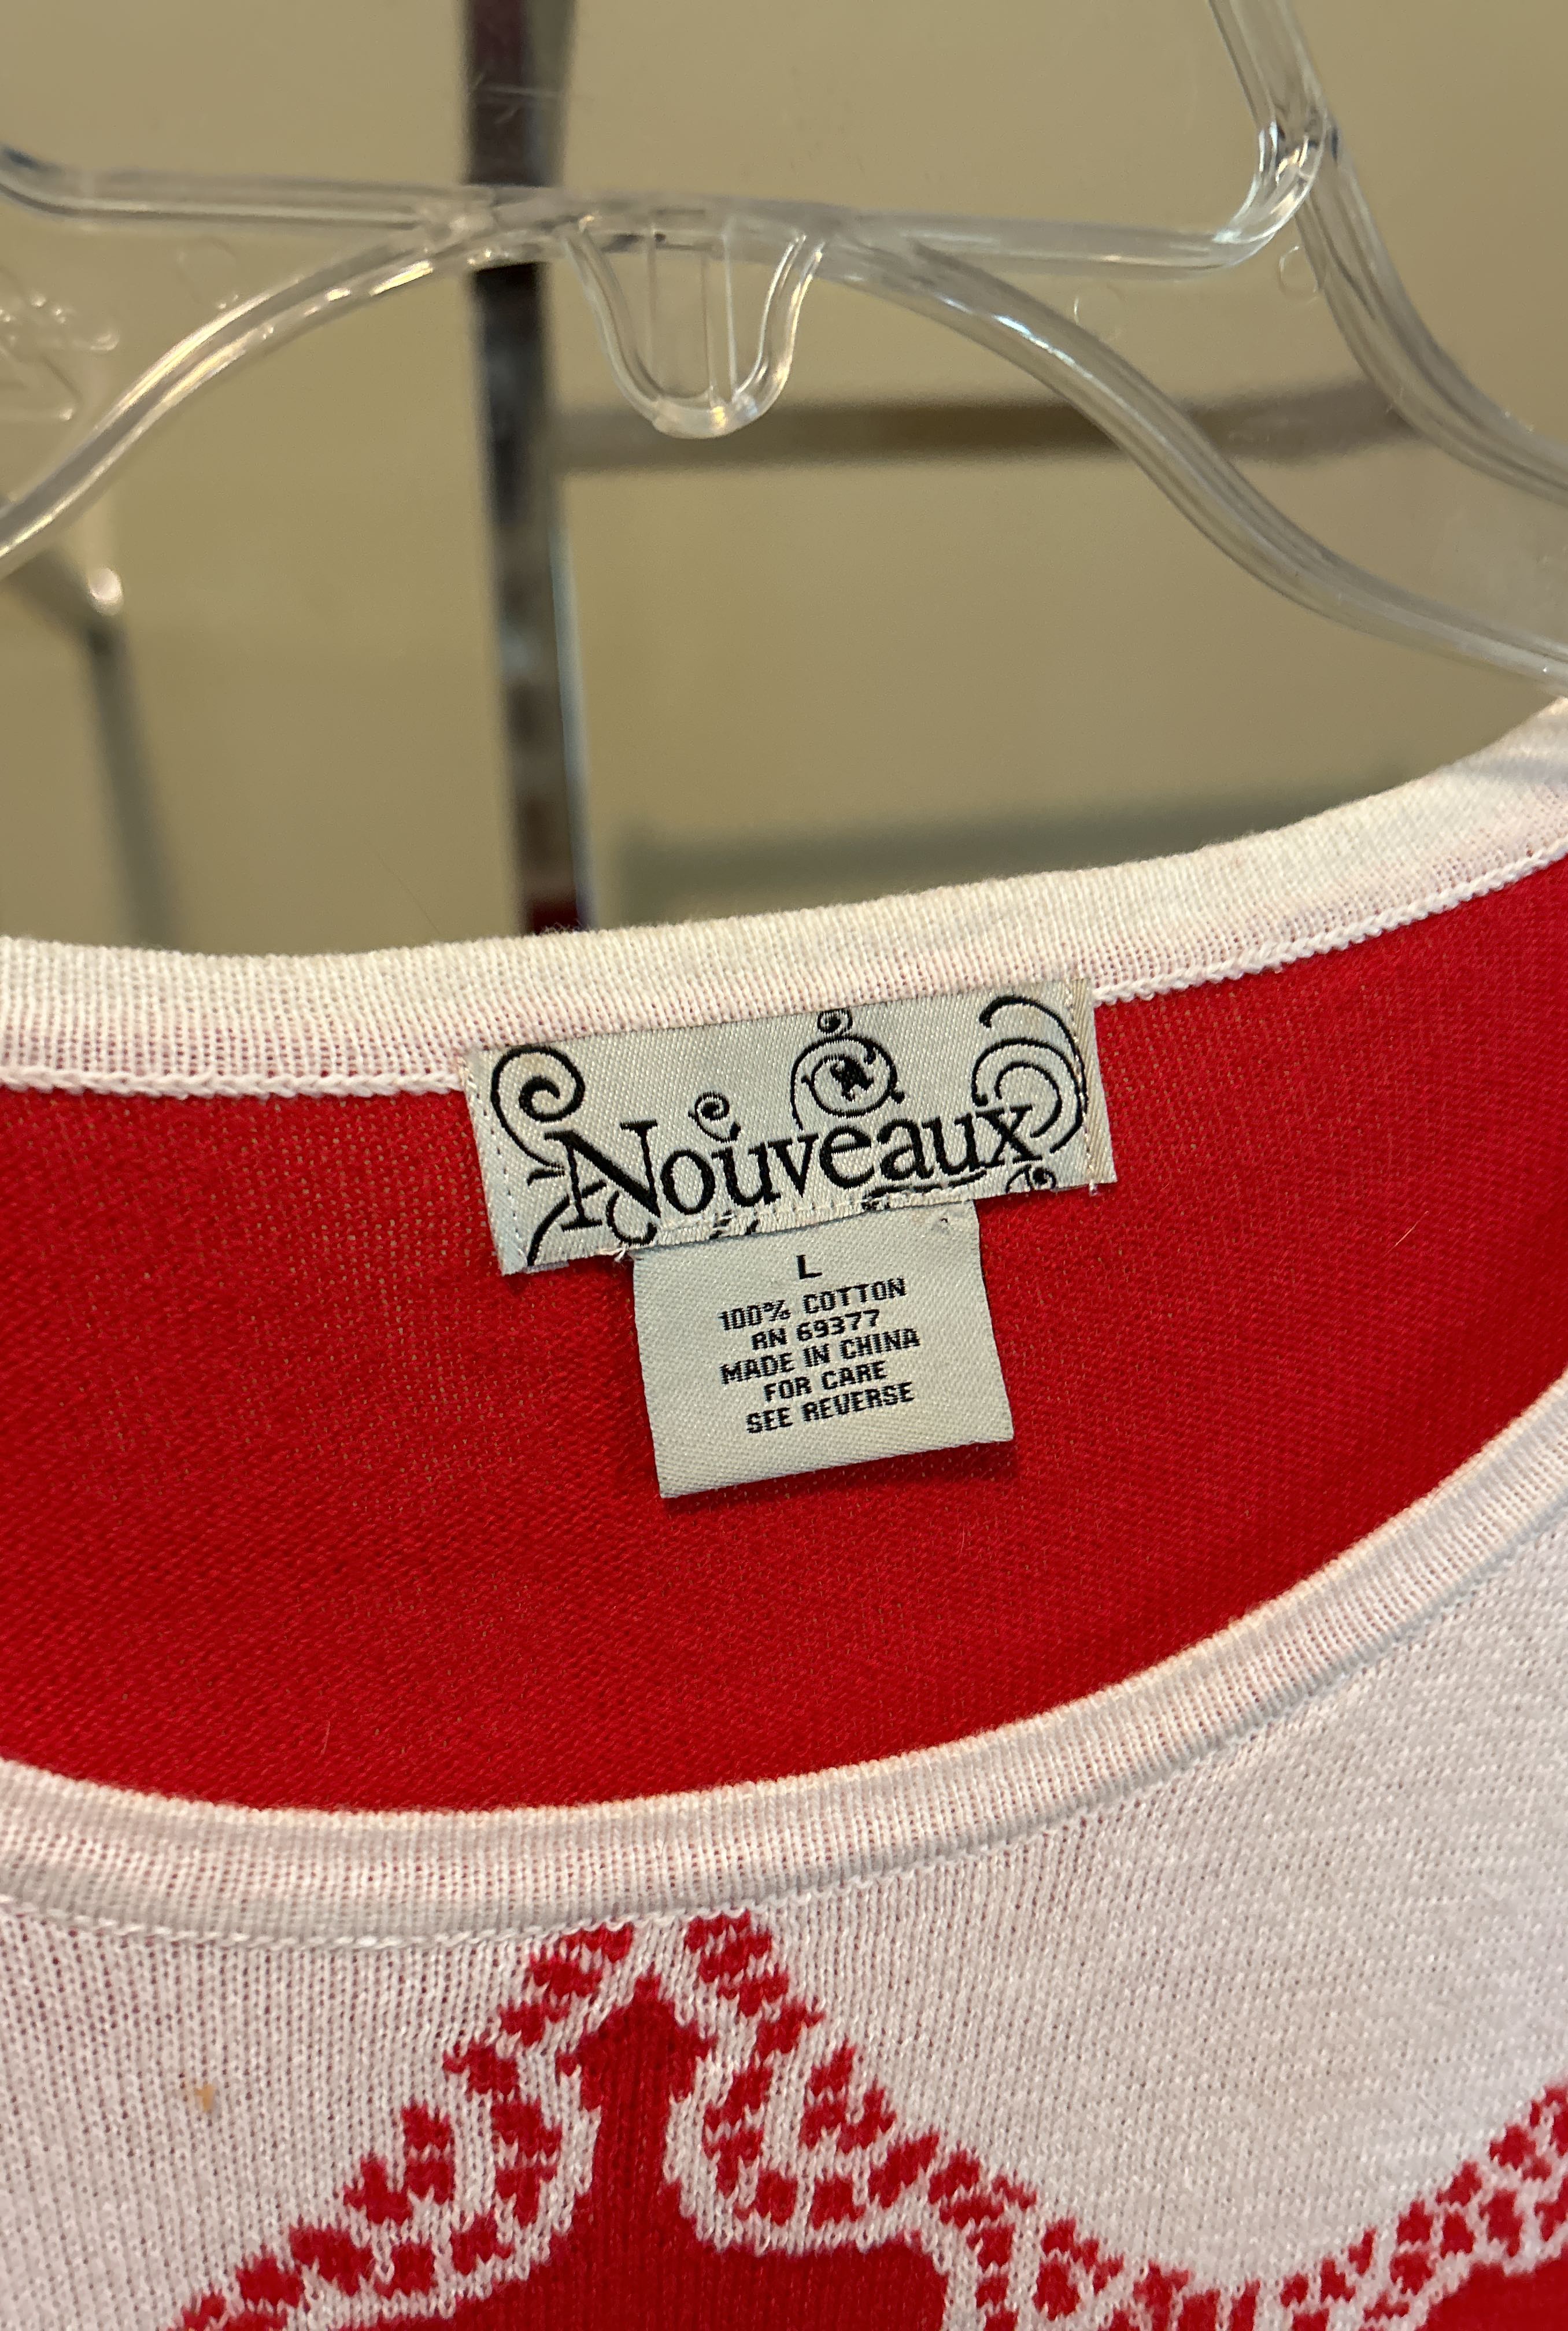 Nouveaux
L
100% COTTON
RN 69377
MADE IN CHINA
FOR CARE
SEE REVERSE